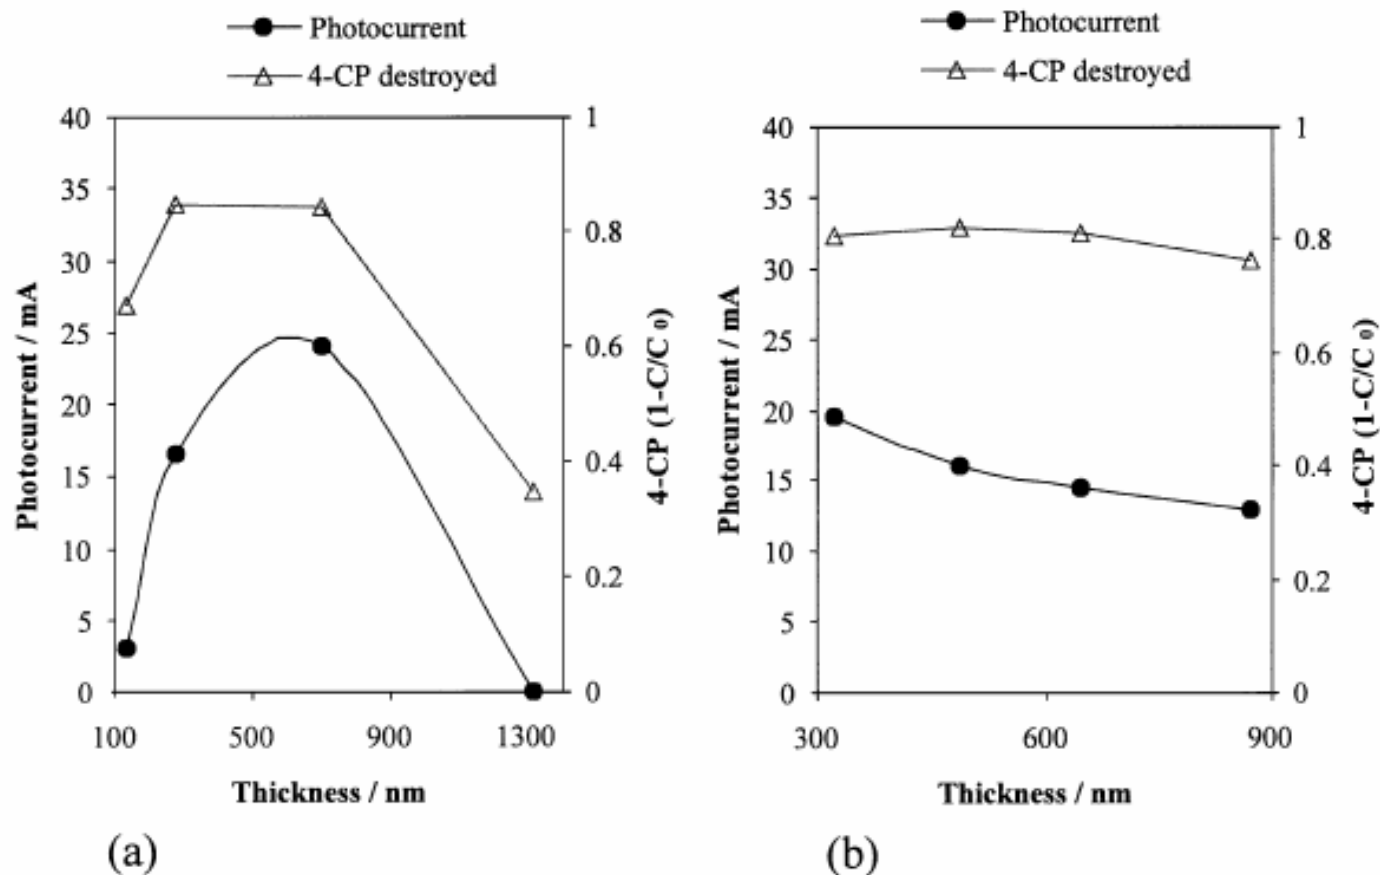 Photocurrent
4-CP destroyed
40
35
30
25
20
15
10
5
0
1
0.8
0.6
0.4
0.2
0
100 500 900 1300
Photocurrent / mA
4-CP (1-C/C 0)
Thickness / nm
(a)
Photocurrent
4-CP destroyed
40
35
30
25
20
15
10
5
0
1
0.8
0.6
0.4
0.2
0
300 600 900
Photocurrent / mA
4-CP (1-C/C 0)
Thickness / nm
(b)